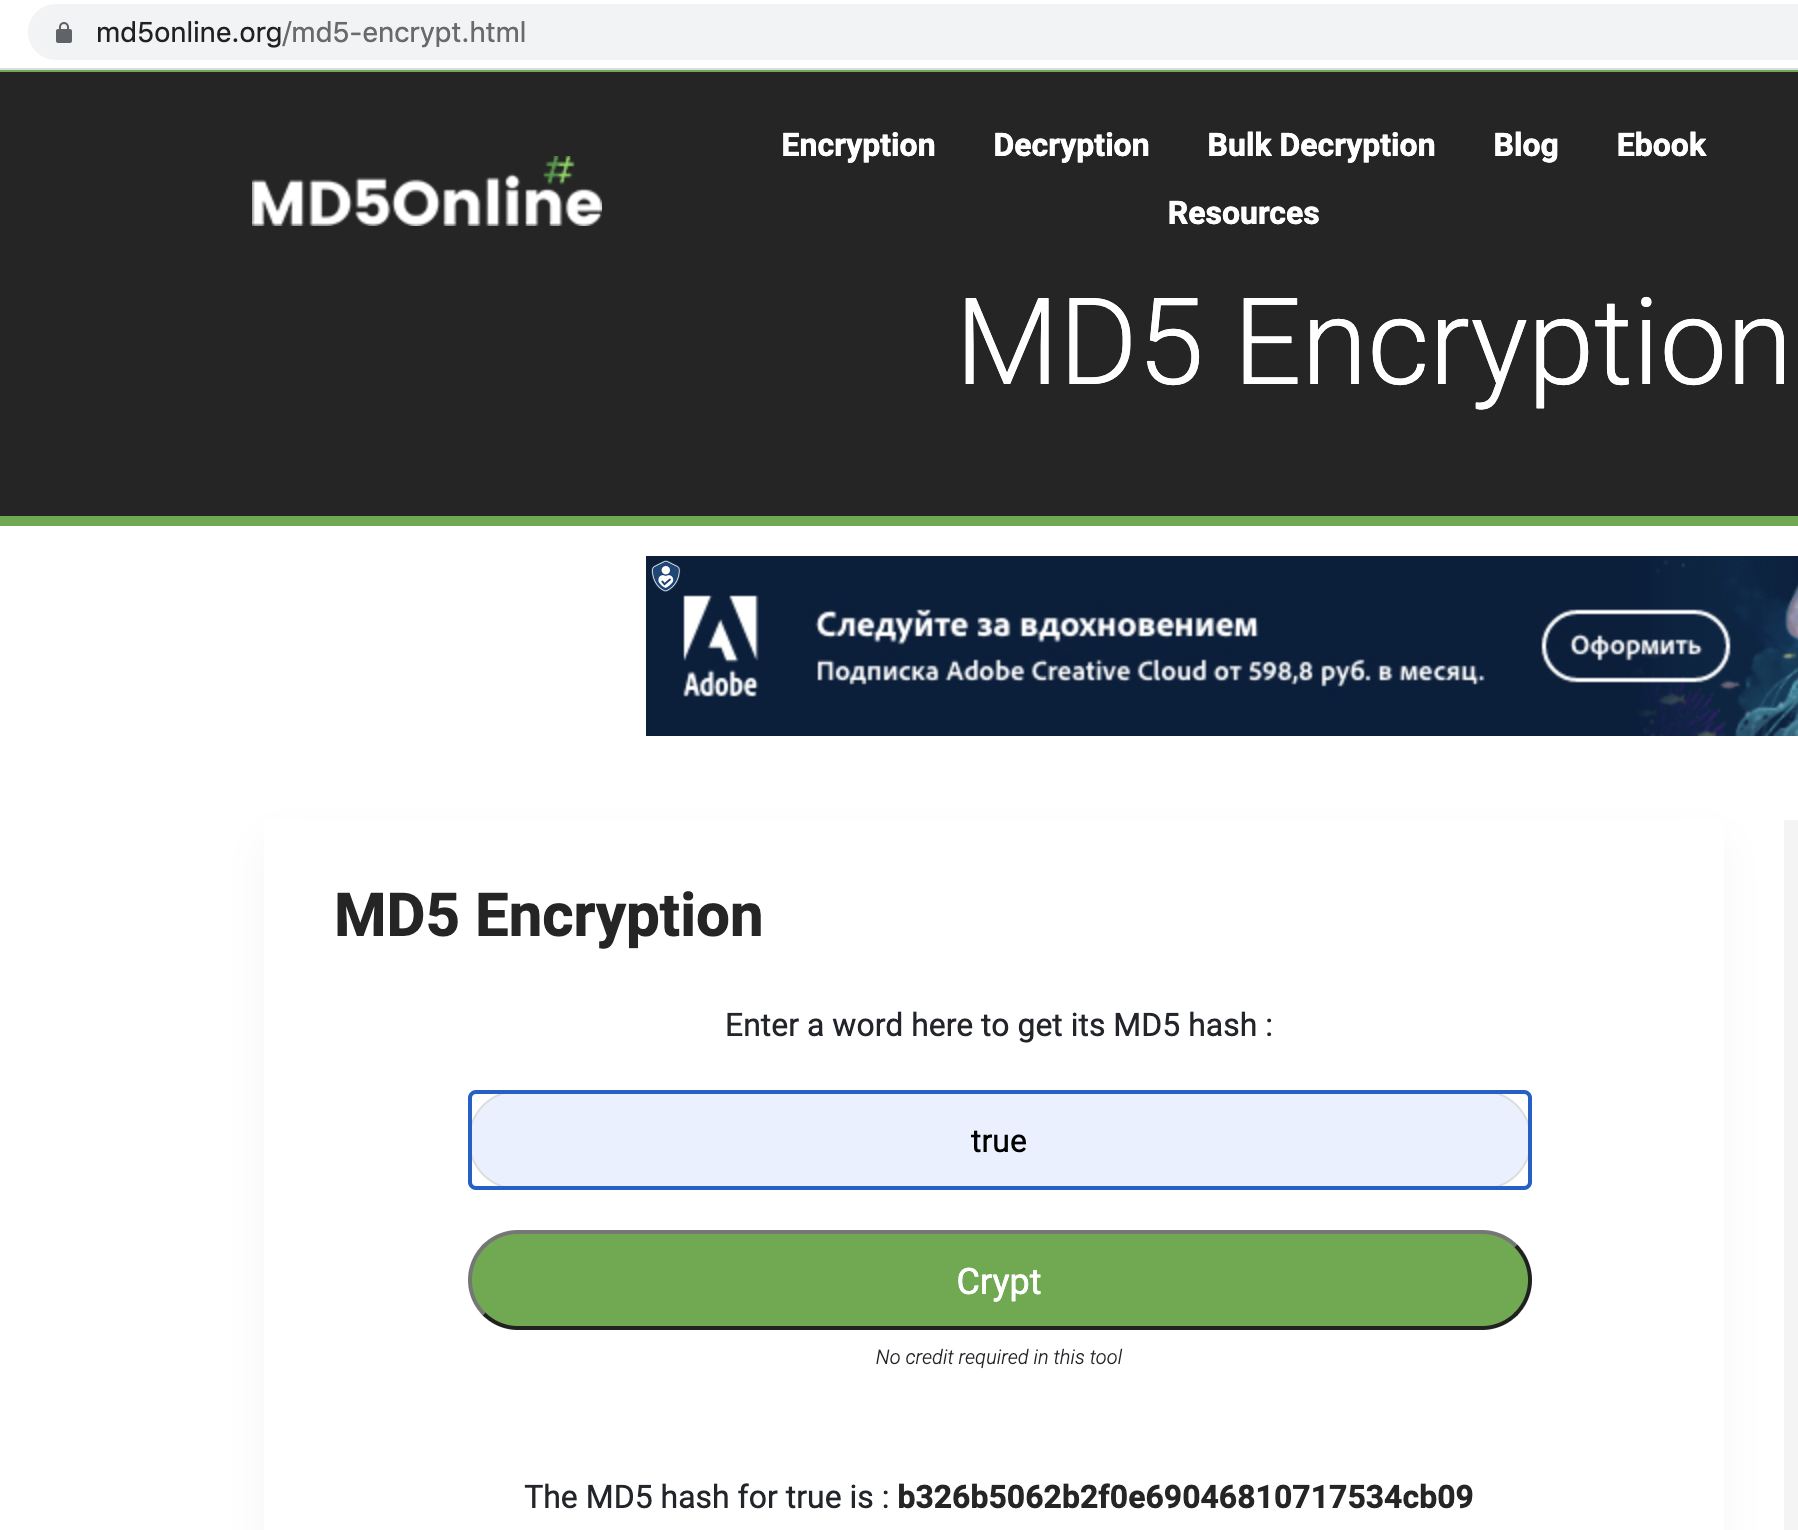 md5online.org/md5-encrypt.html
Encryption Decryption Bulk Decryption Blog Ebook
#
MD5Online
Resources
MD5 Encryption
Следуйте за вдохновением
Подписка Adobe Creative Cloud от 598,8 руб. в месяц.
Оформить
Adobe
MD5 Encryption
Enter a word here to get its MD5 hash :
true
Crypt
No credit required in this tool
The MD5 hash for true is : b326b5062b2f0e69046810717534cb09